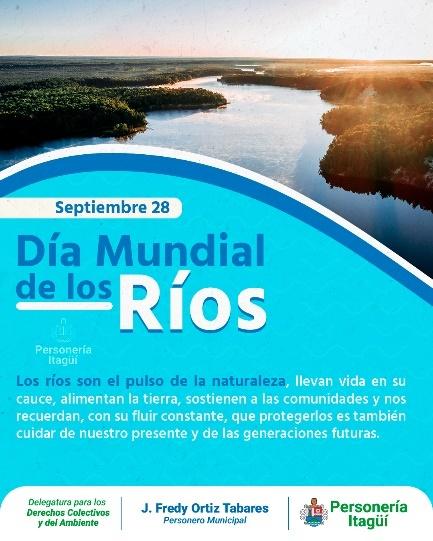 Septiembre 28
Día Mundial
de los Ríos
Personería
Itagüí
Los ríos son el pulso de la naturaleza, llevan vida en su
cauce, alimentan la tierra, sostienen a las comunidades y nos
recuerdan, con su fluir constante, que protegerlos es también
cuidar de nuestro presente y de las generaciones futuras.
Delegatura para los
Derechos Colectivos
y del Ambiente
J. Fredy Ortiz Tabares
Personero Municipal
Personería
Itagüí